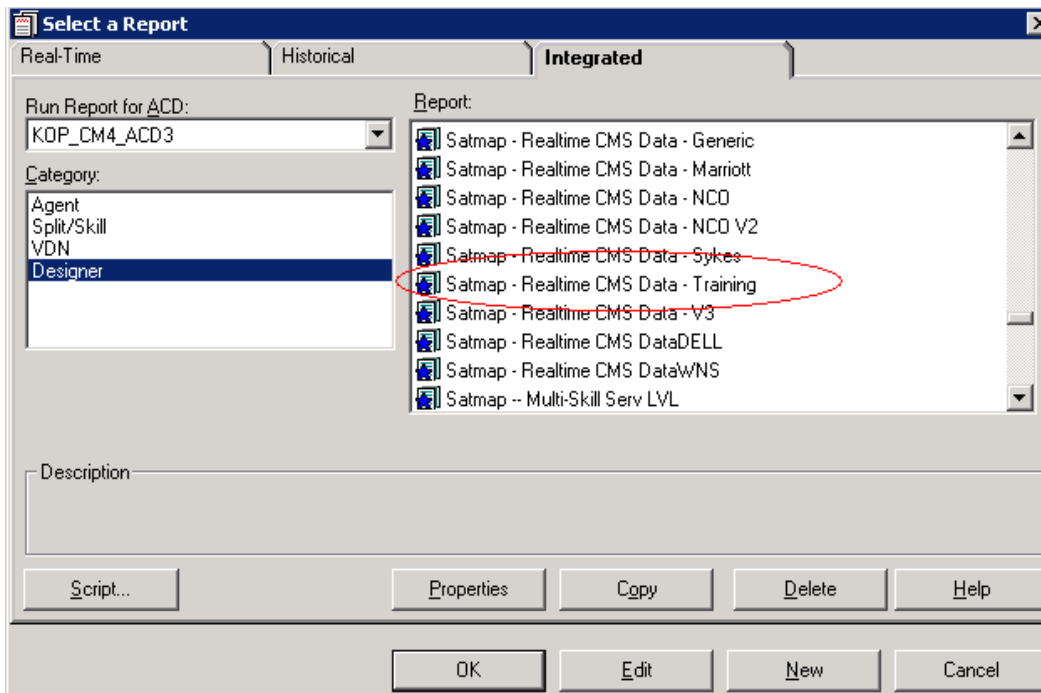 Select a Report
Real-Time
Historical
Integrated
Run Report for ACD:
KOP_CM4_ACD3
Category:
Agent
Split/Skill
VDN
Designer
Report:
Satmap - Realtime CMS Data - Generic
Satmap - Realtime CMS Data - Marriott
Satmap - Realtime CMS Data - NCO
Satmap - Realtime CMS Data - NCO V2
Satmap - Realtime CMS Data - Sykes
Satmap - Realtime CMS Data - Training
Satmap - Realtime CMS Data - V3
Satmap - Realtime CMS DataDELL
Satmap - Realtime CMS DataWNS
Satmap -- Multi-Skill Serv LVL
Description
Script...
Properties
Copy
Delete
Help
OK
Edit
New
Cancel